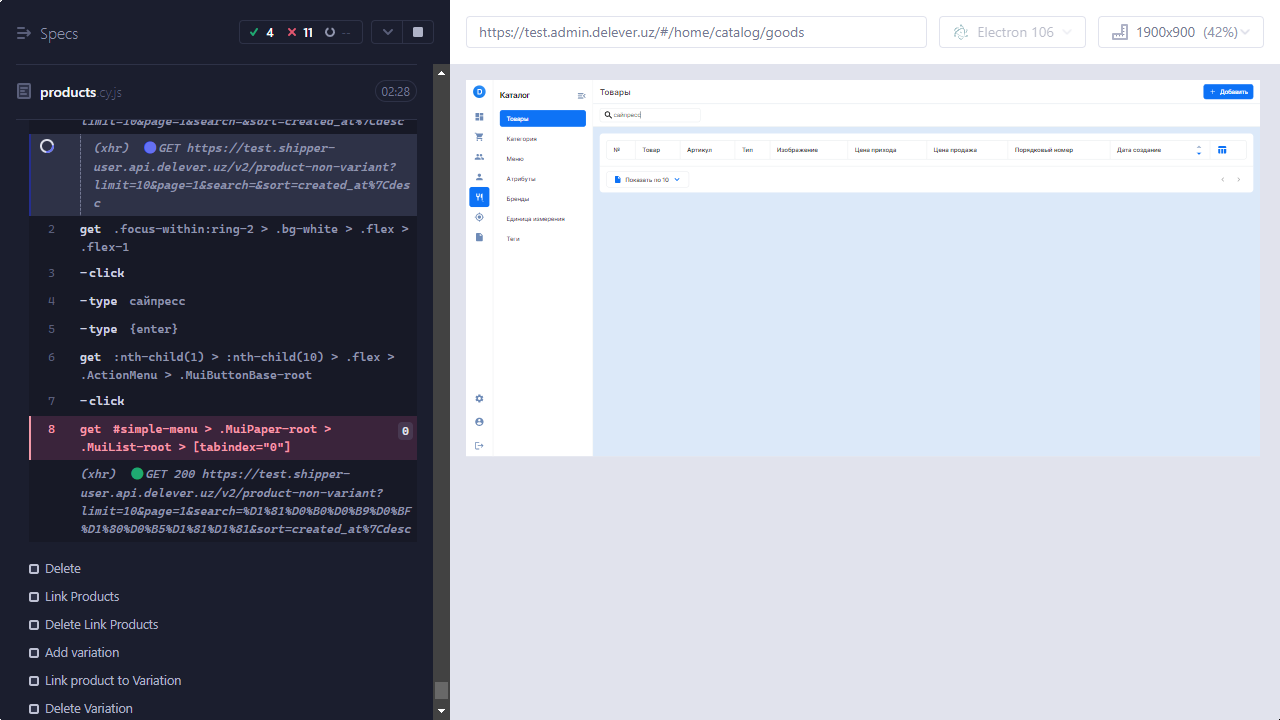 Specs
4
11
--
products.cy.js
02:28
limit=10&page=1&search=&sort=created_at%7Cdesc
(xhr) GET https://test.shipper-
user.api.delever.uz/v2/product-non-variant?
limit=10&page=1&search=&sort=created_at%7Cdes
c
2 get .focus-within:ring-2 > .bg-white > .flex >
.flex-1
3 -click
4 -type сайпресс
5 -type {enter}
6 get :nth-child(1) > :nth-child(10) > .flex >
.ActionMenu > .MuiButtonBase-root
7 -click
8 get #simple-menu > .MuiPaper-root >
.MuiList-root > [tabindex="0"]
0
(xhr) GET 200 https://test.shipper-
user.api.delever.uz/v2/product-non-variant?
limit=10&page=1&search=%D1%81%D0%B0%D0%B9%D0%BF
%D1%80%D0%B5%D1%81%D1%81&sort=created_at%7Cdesc
Delete
Link Products
Delete Link Products
Add variation
Link product to Variation
Delete Variation
https://test.admin.delever.uz/#/home/catalog/goods
Electron 106
1900x900 (42%)
D
Каталог
Товары
Категория
Меню
Атрибуты
Бренды
Единица измерения
Теги
Товары
+ Добавить
сайпресс
№ Товар Артикул Тип Изображение Цена прихода Цена продажа Порядковый номер Дата создание
Показать по 10